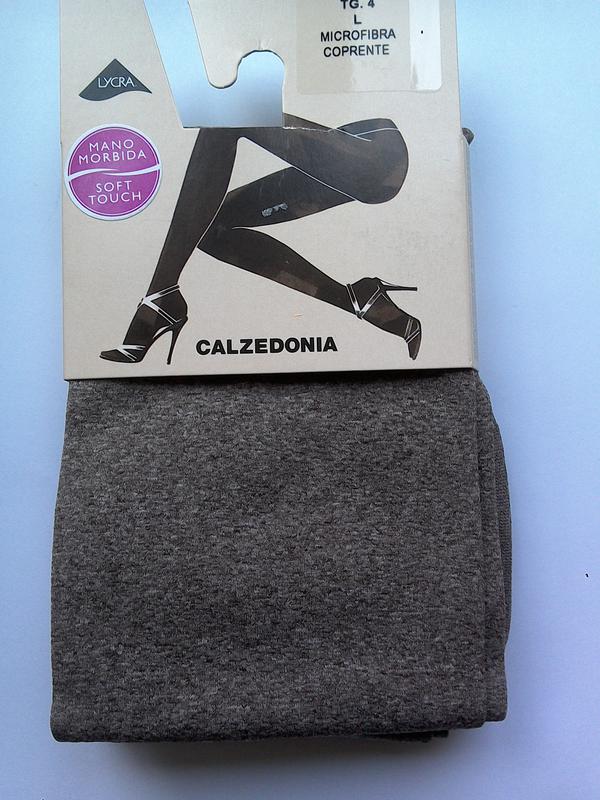 TG. 4
L
MICROFIBRA
COPRENTE
LYCRA
MANO
MORBIDA
SOFT
TOUCH
CALZEDONIA